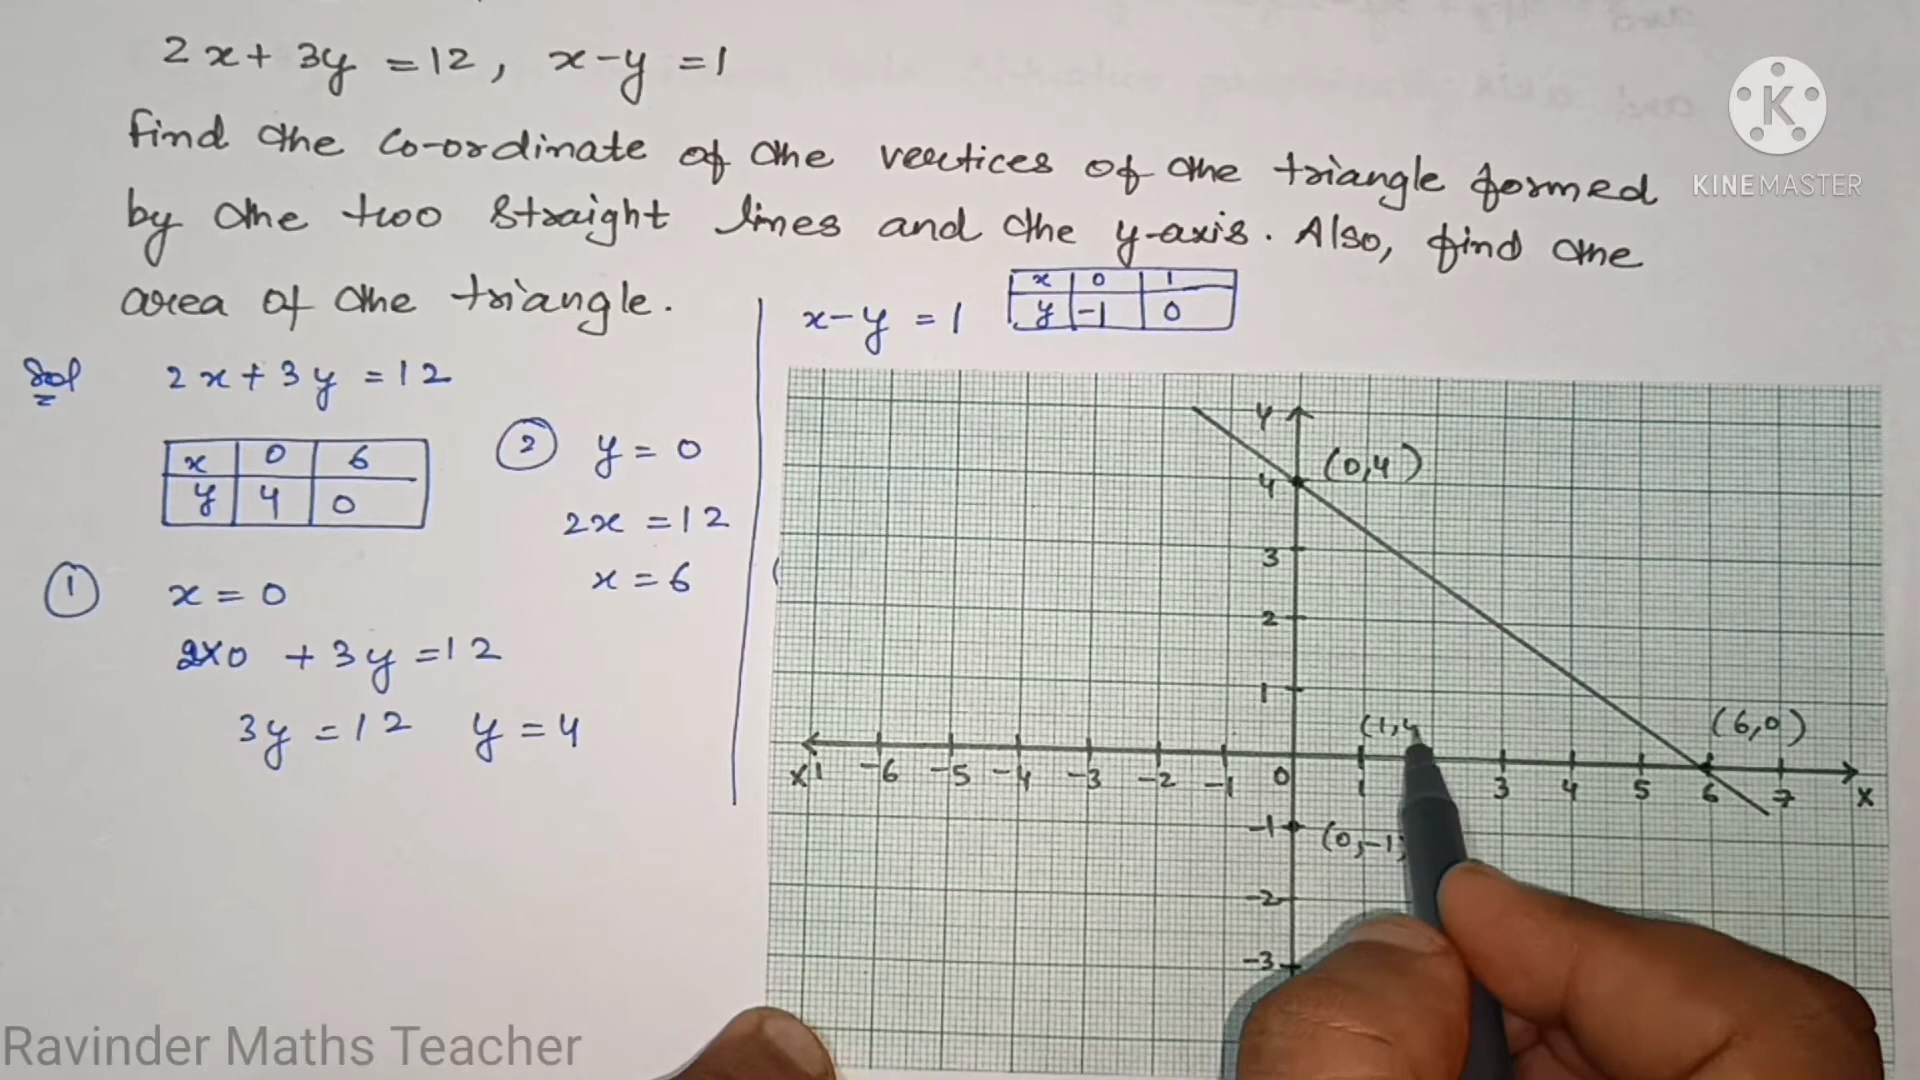 2x+3y=12, x-y=1
find the co-ordinate of the vertices of the triangle formed
by the two straight lines and the y-axis. Also, find the
area of the triangle.
K
KINEMASTER
x-y=1
x 0 1
y -1 0
Sol 2x+3y=12
x 0 6
y 4 0
② y=0
2x=12
x=6
① x=0
2×0+3y=12
3y=12 y=4
Y
(0,4)
4
3
2
1
(1,
(6,0)
X' -6 -5 -4 -3 -2 -1 0 1 3 4 5 6 7 X
-1 (0,-1)
-2
-3
Ravinder Maths Teacher